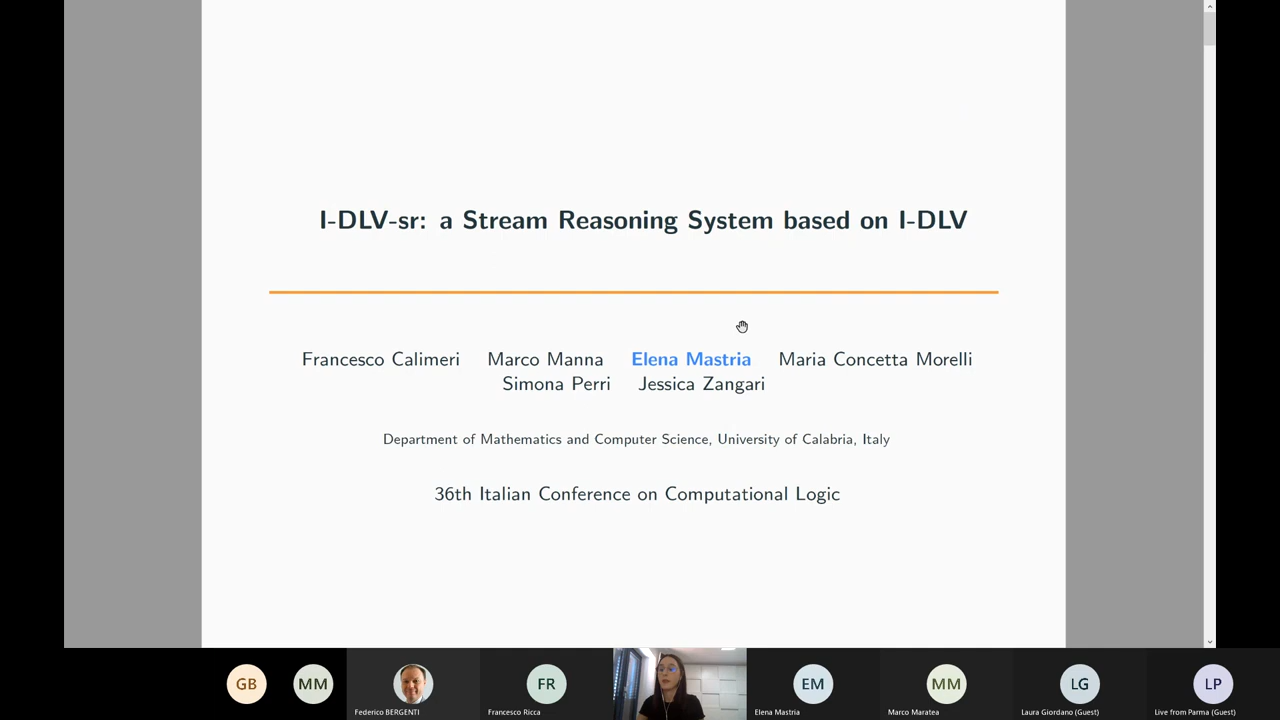 I-DLV-sr: a Stream Reasoning System based on I-DLV
Francesco Calimeri Marco Manna Elena Mastria Maria Concetta Morelli
Simona Perri Jessica Zangari
Department of Mathematics and Computer Science, University of Calabria, Italy
36th Italian Conference on Computational Logic
GB MM FR EM MM LG LP
Federico BERGENTI Francesco Ricca Elena Mastria Marco Maratea Laura Giordano (Guest) Live from Parma (Guest)